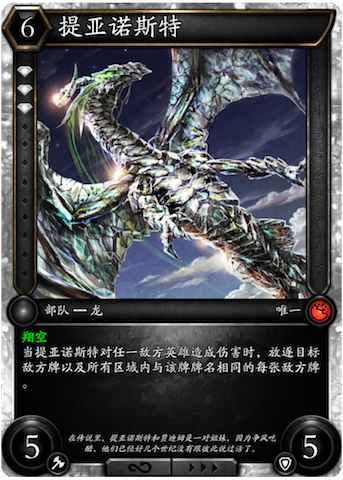 6 提亚诺斯特
部队 — 龙 唯一
翔空
当提亚诺斯特对任一敌方英雄造成伤害时，放逐目标
敌方牌以及所有区域内与该牌牌名相同的每张敌方牌
。
在传说里，提亚诺斯特和贾迪姆是一对姐妹，因为争风吃
醋，他们已经好几个世纪没有跟彼此说过话了。
5 5